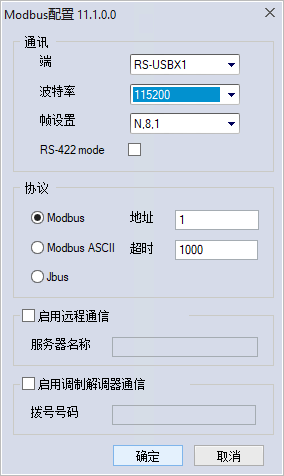 Modbus配置 11.1.0.0
通讯
端 RS-USBX1
波特率 115200
帧设置 N,8,1
RS-422 mode
协议
Modbus 地址 1
Modbus ASCII 超时 1000
Jbus
启用远程通信
服务器名称
启用调制解调器通信
拨号号码
确定 取消